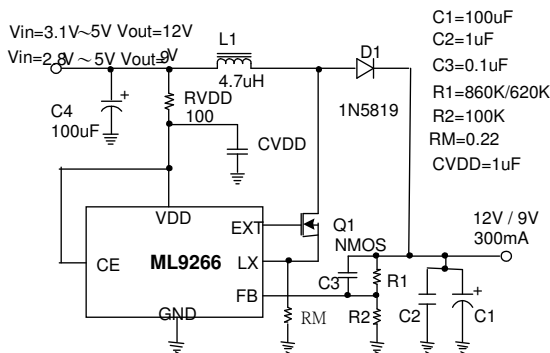 Vin=3.1V~5V Vout=12V
Vin=2.8V~5V Vout=9V
L1
4.7uH
D1
1N5819
C1=100uF
C2=1uF
C3=0.1uF
R1=860K/620K
R2=100K
RM=0.22
CVDD=1uF
C4
100uF
RVDD
100
CVDD
VDD
EXT
Q1
NMOS
12V / 9V
300mA
CE
ML9266
LX
FB
GND
C3
R1
RM
R2
C2
C1
+
+